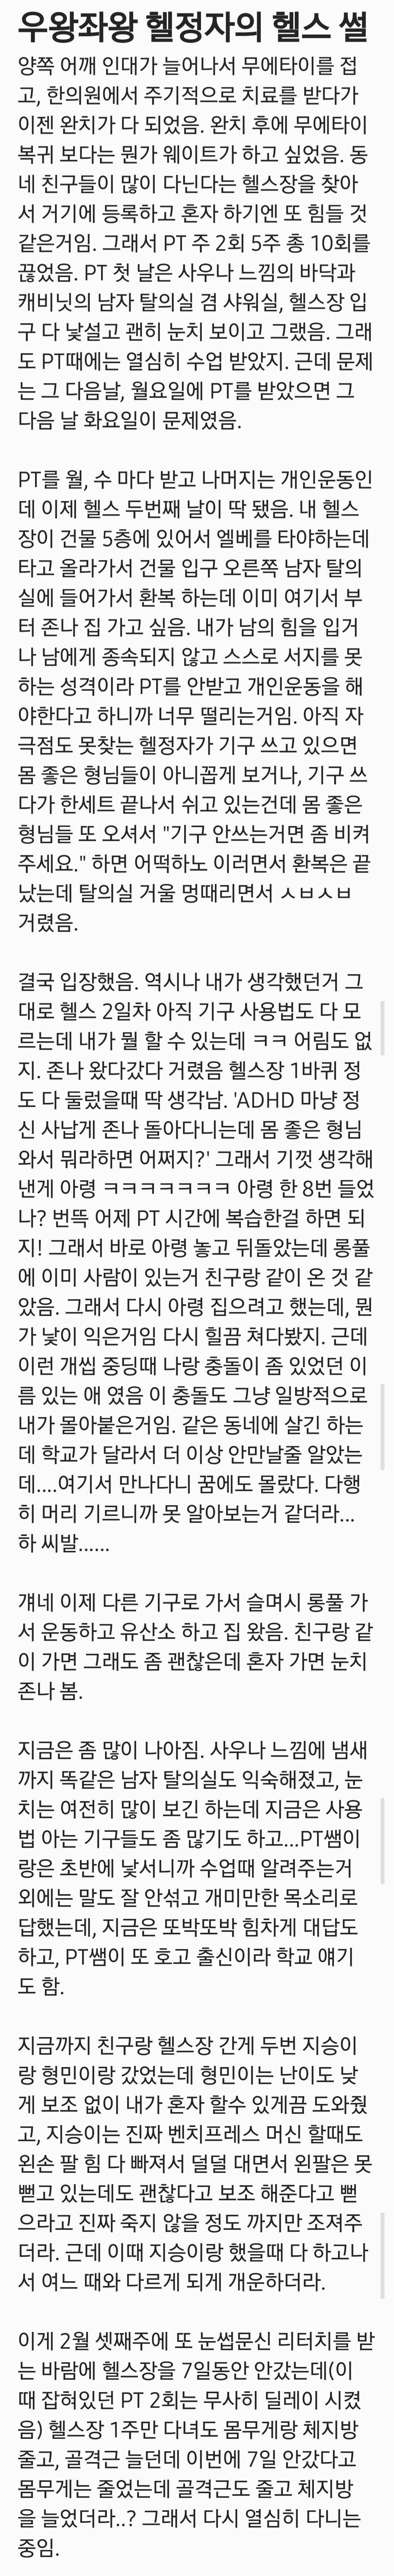 우왕좌왕 헬정자의 헬스 썰
양쪽 어깨 인대가 늘어나서 무에타이를 접
고, 한의원에서 주기적으로 치료를 받다가
이젠 완치가 다 되었음. 완치 후에 무에타이
복귀 보다는 뭔가 웨이트가 하고 싶었음. 동
네 친구들이 많이 다닌다는 헬스장을 찾아
서 거기에 등록하고 혼자 하기엔 또 힘들 것
같은거임. 그래서 PT 주 2회 5주 총 10회를
끊었음. PT 첫 날은 사우나 느낌의 바닥과
캐비닛의 남자 탈의실 겸 샤워실, 헬스장 입
구 다 낯설고 괜히 눈치 보이고 그랬음. 그래
도 PT때에는 열심히 수업 받았지. 근데 문제
는 그 다음날, 월요일에 PT를 받았으면 그
다음 날 화요일이 문제였음.
PT를 월, 수 마다 받고 나머지는 개인운동인
데 이제 헬스 두번째 날이 딱 됐음. 내 헬스
장이 건물 5층에 있어서 엘베를 타야하는데
타고 올라가서 건물 입구 오른쪽 남자 탈의
실에 들어가서 환복 하는데 이미 여기서 부
터 존나 집 가고 싶음. 내가 남의 힘을 입거
나 남에게 종속되지 않고 스스로 서지를 못
하는 성격이라 PT를 안받고 개인운동을 해
야한다고 하니까 너무 떨리는거임. 아직 자
극점도 못찾는 헬정자가 기구 쓰고 있으면
몸 좋은 형님들이 아니꼽게 보거나, 기구 쓰
다가 한세트 끝나서 쉬고 있는건데 몸 좋은
형님들 또 오셔서 "기구 안쓰는거면 좀 비켜
주세요." 하면 어떡하노 이러면서 환복은 끝
났는데 탈의실 거울 멍때리면서 ㅅㅂㅅㅂ
거렸음.
결국 입장했음. 역시나 내가 생각했던거 그
대로 헬스 2일차 아직 기구 사용법도 다 모
르는데 내가 뭘 할 수 있는데 ㅋㅋ 어림도 없
지. 존나 왔다갔다 거렸음 헬스장 1바퀴 정
도 다 둘렀을때 딱 생각남. 'ADHD 마냥 정
신 사납게 존나 돌아다니는데 몸 좋은 형님
와서 뭐라하면 어쩌지?' 그래서 기껏 생각해
낸게 아령 ㅋㅋㅋㅋㅋㅋㅋ 아령 한 8번 들었
나? 번뜩 어제 PT 시간에 복습한걸 하면 되
지! 그래서 바로 아령 놓고 뒤돌았는데 롱풀
에 이미 사람이 있는거 친구랑 같이 온 것 같
았음. 그래서 다시 아령 집으려고 했는데, 뭔
가 낯이 익은거임 다시 힐끔 쳐다봤지. 근데
이런 개씹 중딩때 나랑 충돌이 좀 있었던 이
름 있는 애 였음 이 충돌도 그냥 일방적으로
내가 몰아붙은거임. 같은 동네에 살긴 하는
데 학교가 달라서 더 이상 안만날줄 알았는
데....여기서 만나다니 꿈에도 몰랐다. 다행
히 머리 기르니까 못 알아보는거 같더라...
하 씨발......
걔네 이제 다른 기구로 가서 슬며시 롱풀 가
서 운동하고 유산소 하고 집 왔음. 친구랑 같
이 가면 그래도 좀 괜찮은데 혼자 가면 눈치
존나 봄.
지금은 좀 많이 나아짐. 사우나 느낌에 냄새
까지 똑같은 남자 탈의실도 익숙해졌고, 눈
치는 여전히 많이 보긴 하는데 지금은 사용
법 아는 기구들도 좀 많기도 하고...PT쌤이
랑은 초반에 낯서니까 수업때 알려주는거
외에는 말도 잘 안섞고 개미만한 목소리로
답했는데, 지금은 또박또박 힘차게 대답도
하고, PT쌤이 또 호고 출신이라 학교 얘기
도 함.
지금까지 친구랑 헬스장 간게 두번 지승이
랑 형민이랑 갔었는데 형민이는 난이도 낮
게 보조 없이 내가 혼자 할수 있게끔 도와줬
고, 지승이는 진짜 벤치프레스 머신 할때도
왼손 팔 힘 다 빠져서 덜덜 대면서 왼팔은 못
뻗고 있는데도 괜찮다고 보조 해준다고 뻗
으라고 진짜 죽지 않을 정도 까지만 조져주
더라. 근데 이때 지승이랑 했을때 다 하고나
서 여느 때와 다르게 되게 개운하더라.
이게 2월 셋째주에 또 눈썹문신 리터치를 받
는 바람에 헬스장을 7일동안 안갔는데(이
때 잡혀있던 PT 2회는 무사히 딜레이 시켰
음) 헬스장 1주만 다녀도 몸무게랑 체지방
줄고, 골격근 늘던데 이번에 7일 안갔다고
몸무게는 줄었는데 골격근도 줄고 체지방
을 늘었더라..? 그래서 다시 열심히 다니는
중임.